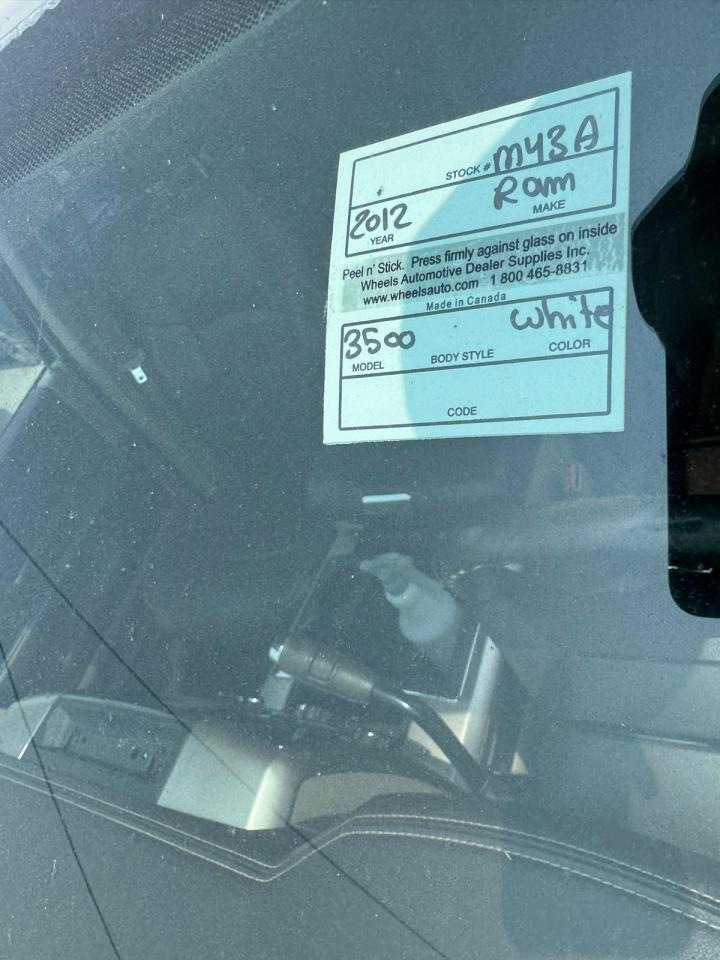 STOCK # M43A
2012 Ram
YEAR MAKE
Peel n' Stick. Press firmly against glass on inside
Wheels Automotive Dealer Supplies Inc.
www.wheelsauto.com 1 800 465-8831
Made in Canada
3500 white
MODEL BODY STYLE COLOR
CODE